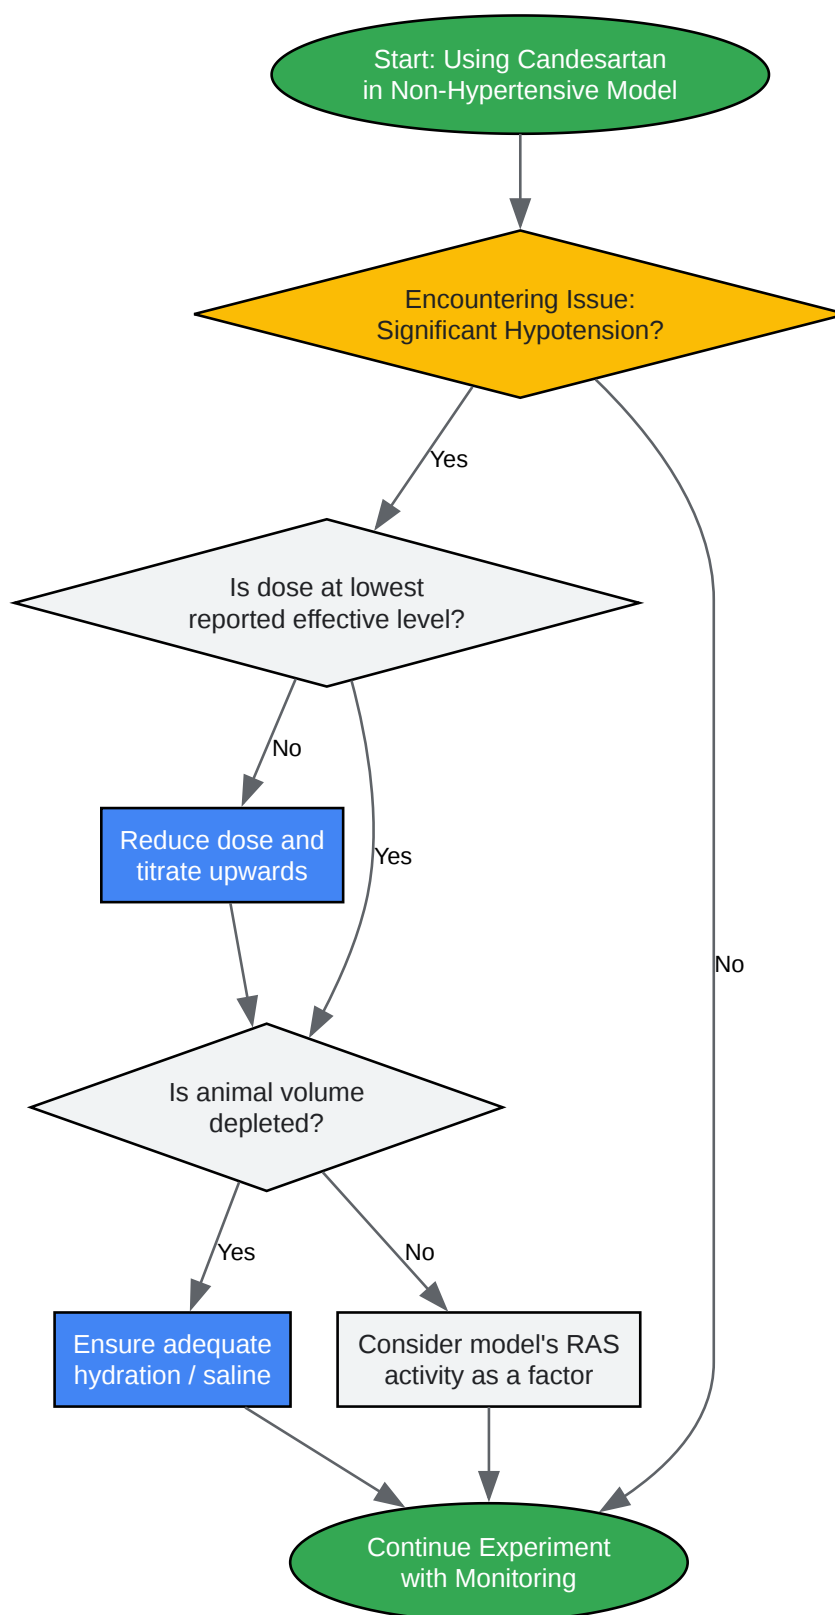 Start: Using Candesartan
in Non-Hypertensive Model
Encountering Issue:
Significant Hypotension?
Yes
Is dose at lowest
reported effective level?
No
Reduce dose and
titrate upwards
Yes
No
Is animal volume
depleted?
Yes
No
Ensure adequate
hydration / saline
Consider model's RAS
activity as a factor
Continue Experiment
with Monitoring